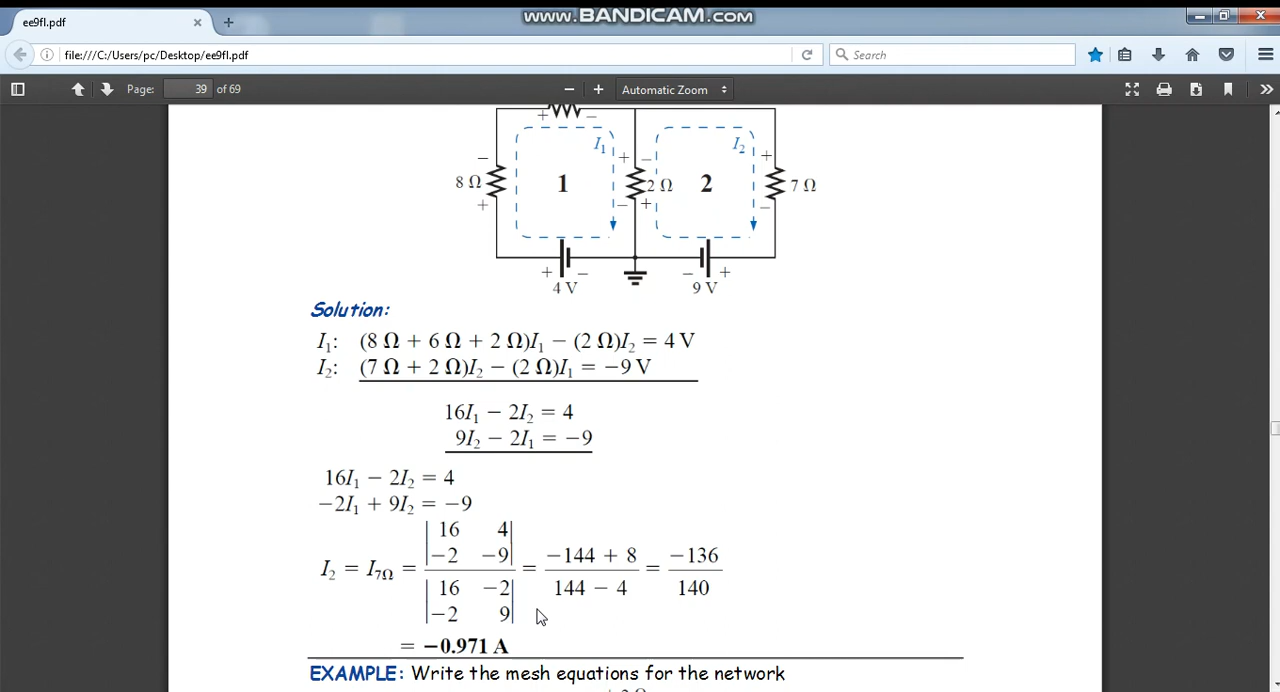 ee9fl.pdf
WWW.BANDICAM.COM
file:///C:/Users/pc/Desktop/ee9fl.pdf
Search
Page: 39 of 69
Automatic Zoom
+ −
− I₁ + − I₂ +
8 Ω 1 2 Ω 2 7 Ω
+ − + −
+ − − +
4 V 9 V
Solution:
I₁: (8 Ω + 6 Ω + 2 Ω)I₁ − (2 Ω)I₂ = 4 V
I₂: (7 Ω + 2 Ω)I₂ − (2 Ω)I₁ = −9 V
16I₁ − 2I₂ = 4
9I₂ − 2I₁ = −9
16I₁ − 2I₂ = 4
−2I₁ + 9I₂ = −9
| 16 4|
|−2 −9| −144 + 8 −136
I₂ = I₇Ω = = =
| 16 −2| 144 − 4 140
|−2 9|
= −0.971 A
EXAMPLE: Write the mesh equations for the network